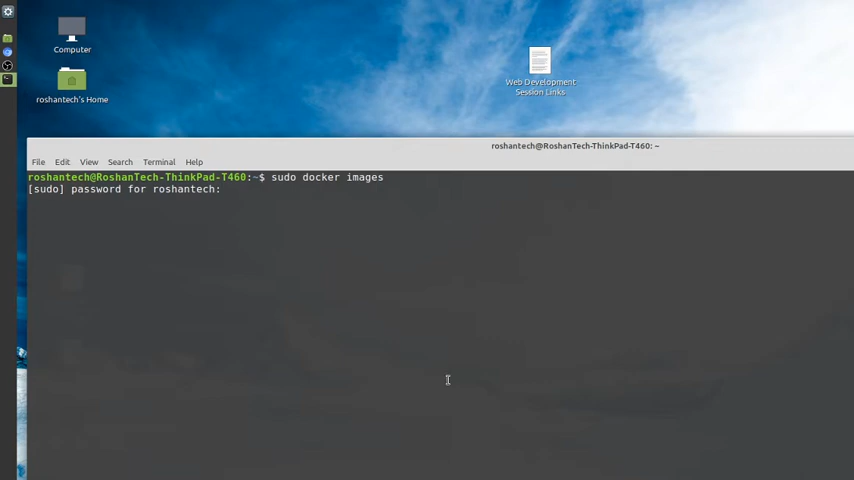 Computer
roshantech's Home
Web Development
Session Links
roshantech@RoshanTech-ThinkPad-T460: ~
File Edit View Search Terminal Help
roshantech@RoshanTech-ThinkPad-T460:~$ sudo docker images
[sudo] password for roshantech: